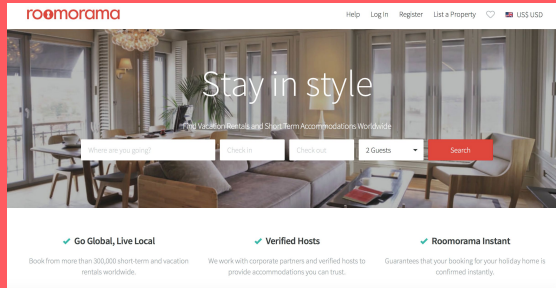 roomorama
Help Log In Register List a Property US$ USD
Stay in style
Find Vacation Rentals and Short Term Accommodations Worldwide
Where are you going? Check in Check out 2 Guests Search
Go Global, Live Local Verified Hosts Roomorama Instant
Book from more than 300,000 short-term and vacation We work with corporate partners and verified hosts to Guarantees that your booking for your holiday home is
rentals worldwide. provide accommodations you can trust. confirmed instantly.